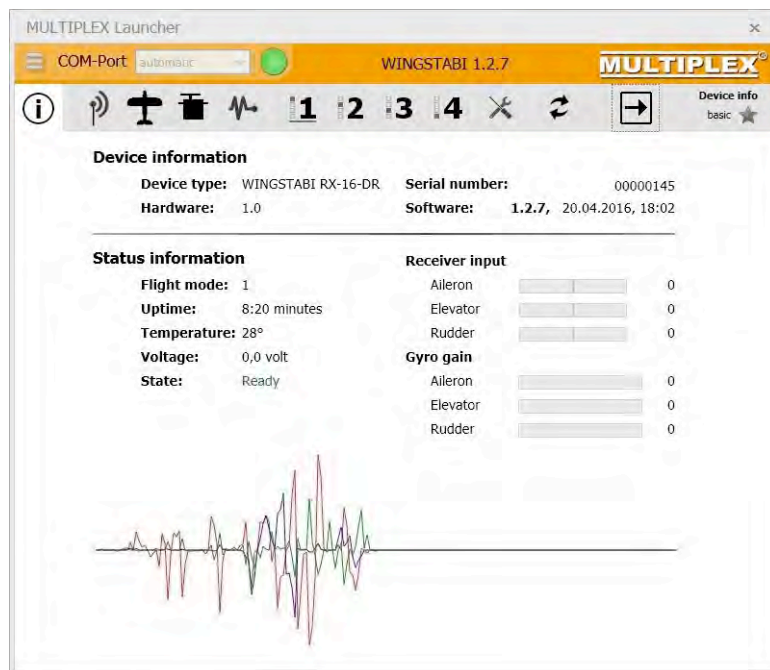 MULTIPLEX Launcher
COM-Port automatic WINGSTABI 1.2.7 MULTIPLEX®
1 2 3 4 Device info
basic
Device information
Device type: WINGSTABI RX-16-DR Serial number: 00000145
Hardware: 1.0 Software: 1.2.7, 20.04.2016, 18:02
Status information Receiver input
Flight mode: 1 Aileron 0
Uptime: 8:20 minutes Elevator 0
Temperature: 28° Rudder 0
Voltage: 0,0 volt Gyro gain
State: Ready Aileron 0
Elevator 0
Rudder 0